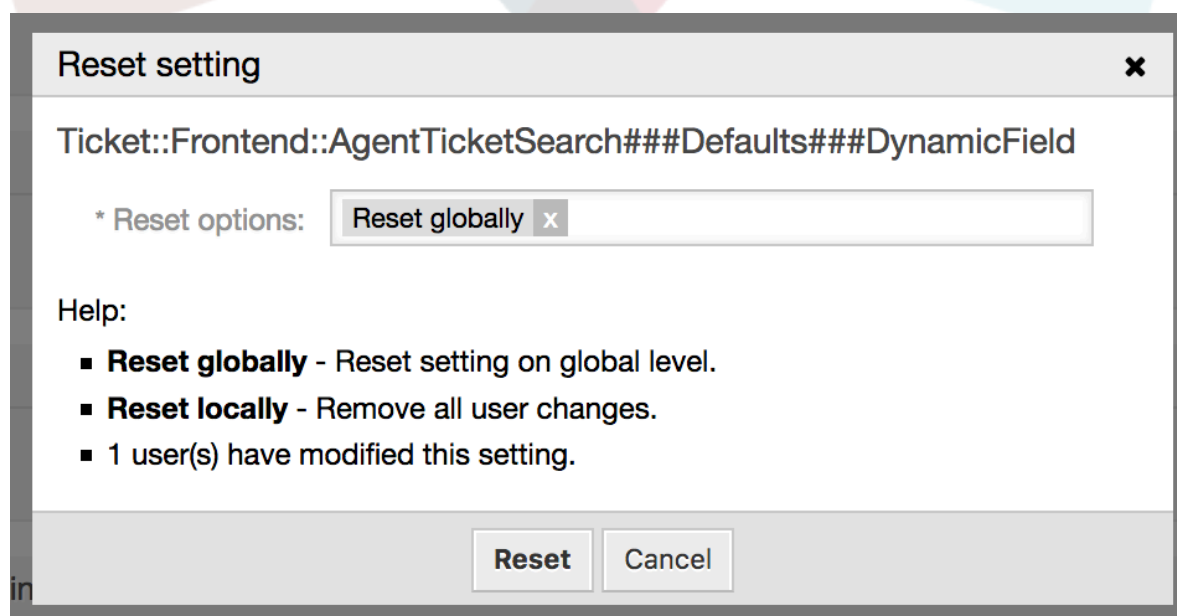 Reset setting ✖
Ticket::Frontend::AgentTicketSearch###Defaults###DynamicField
* Reset options: Reset globally x
Help:
▪ Reset globally - Reset setting on global level.
▪ Reset locally - Remove all user changes.
▪ 1 user(s) have modified this setting.
Reset Cancel
in